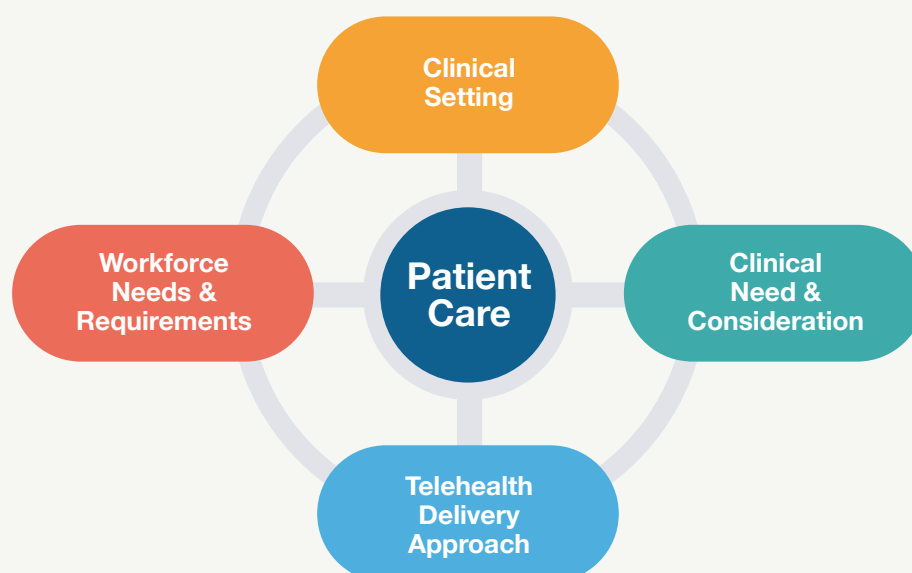 Clinical
Setting
Workforce
Needs &
Requirements
Patient
Care
Clinical
Need &
Consideration
Telehealth
Delivery
Approach